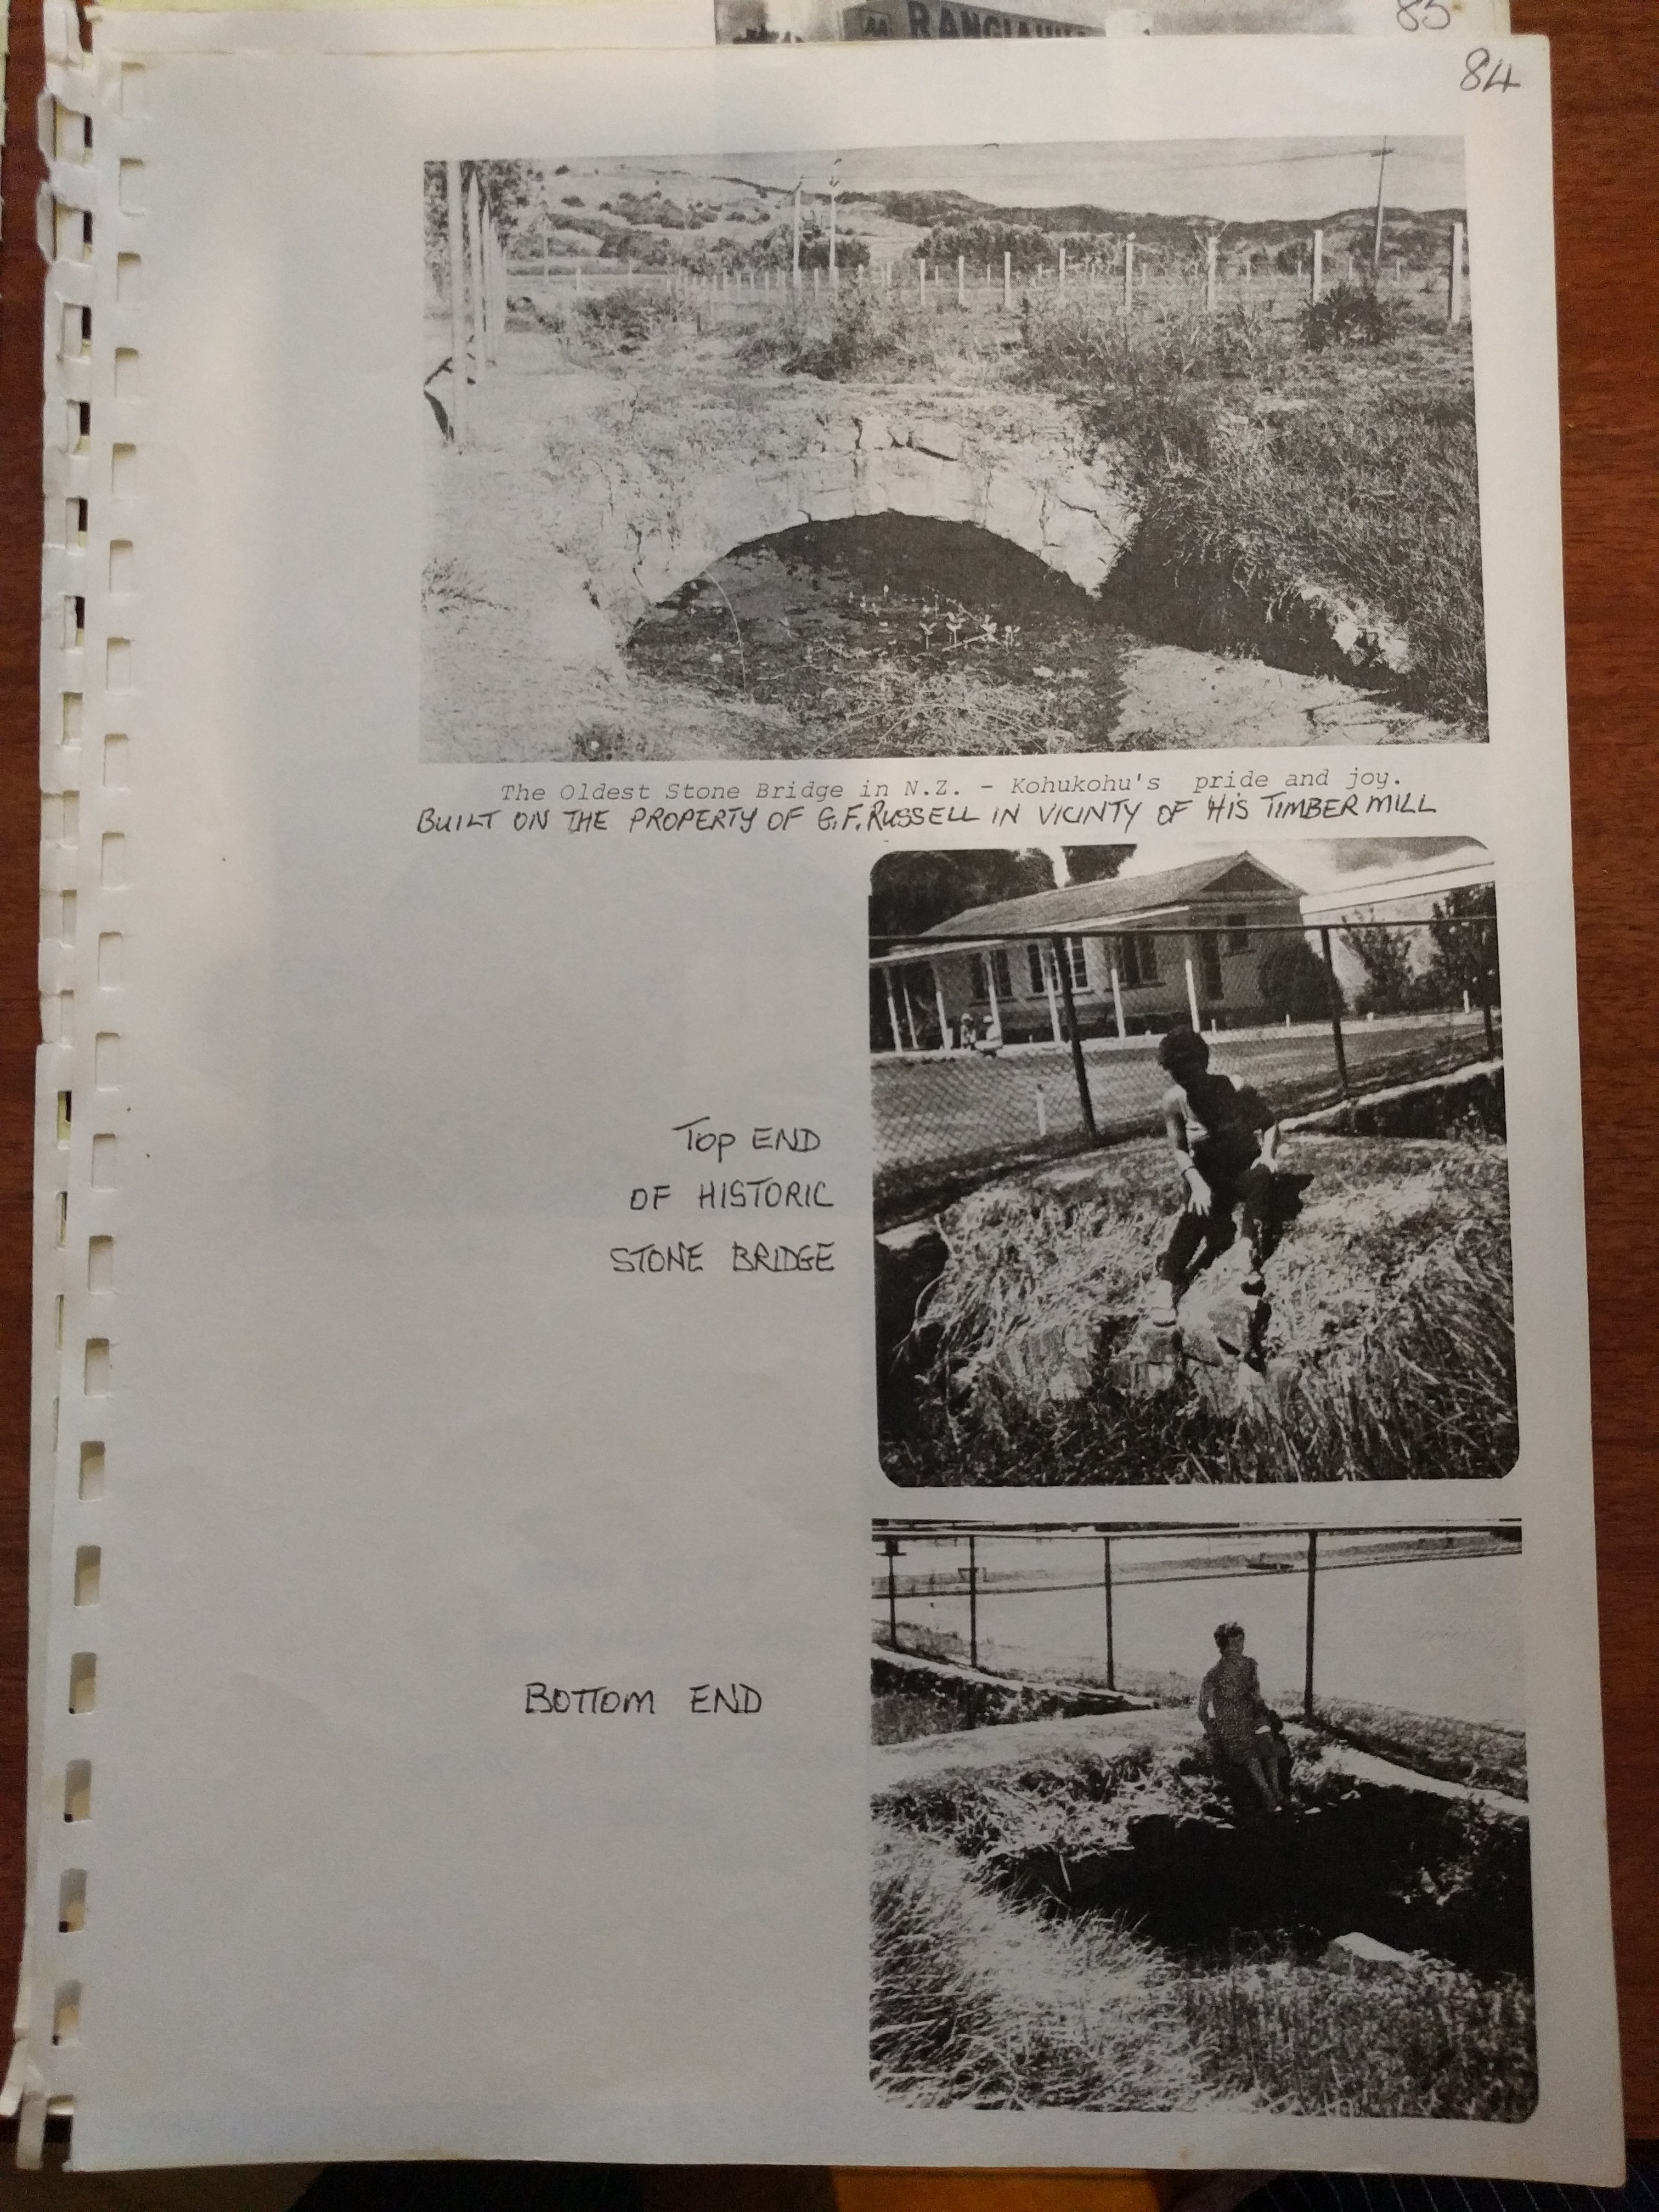 83
84
The Oldest Stone Bridge in N.Z. - Kohukohu's pride and joy.
BUILT ON THE PROPERTY OF G.F. RUSSELL IN VICINTY OF HIS TIMBER MILL
TOP END
OF HISTORIC
STONE BRIDGE
BOTTOM END